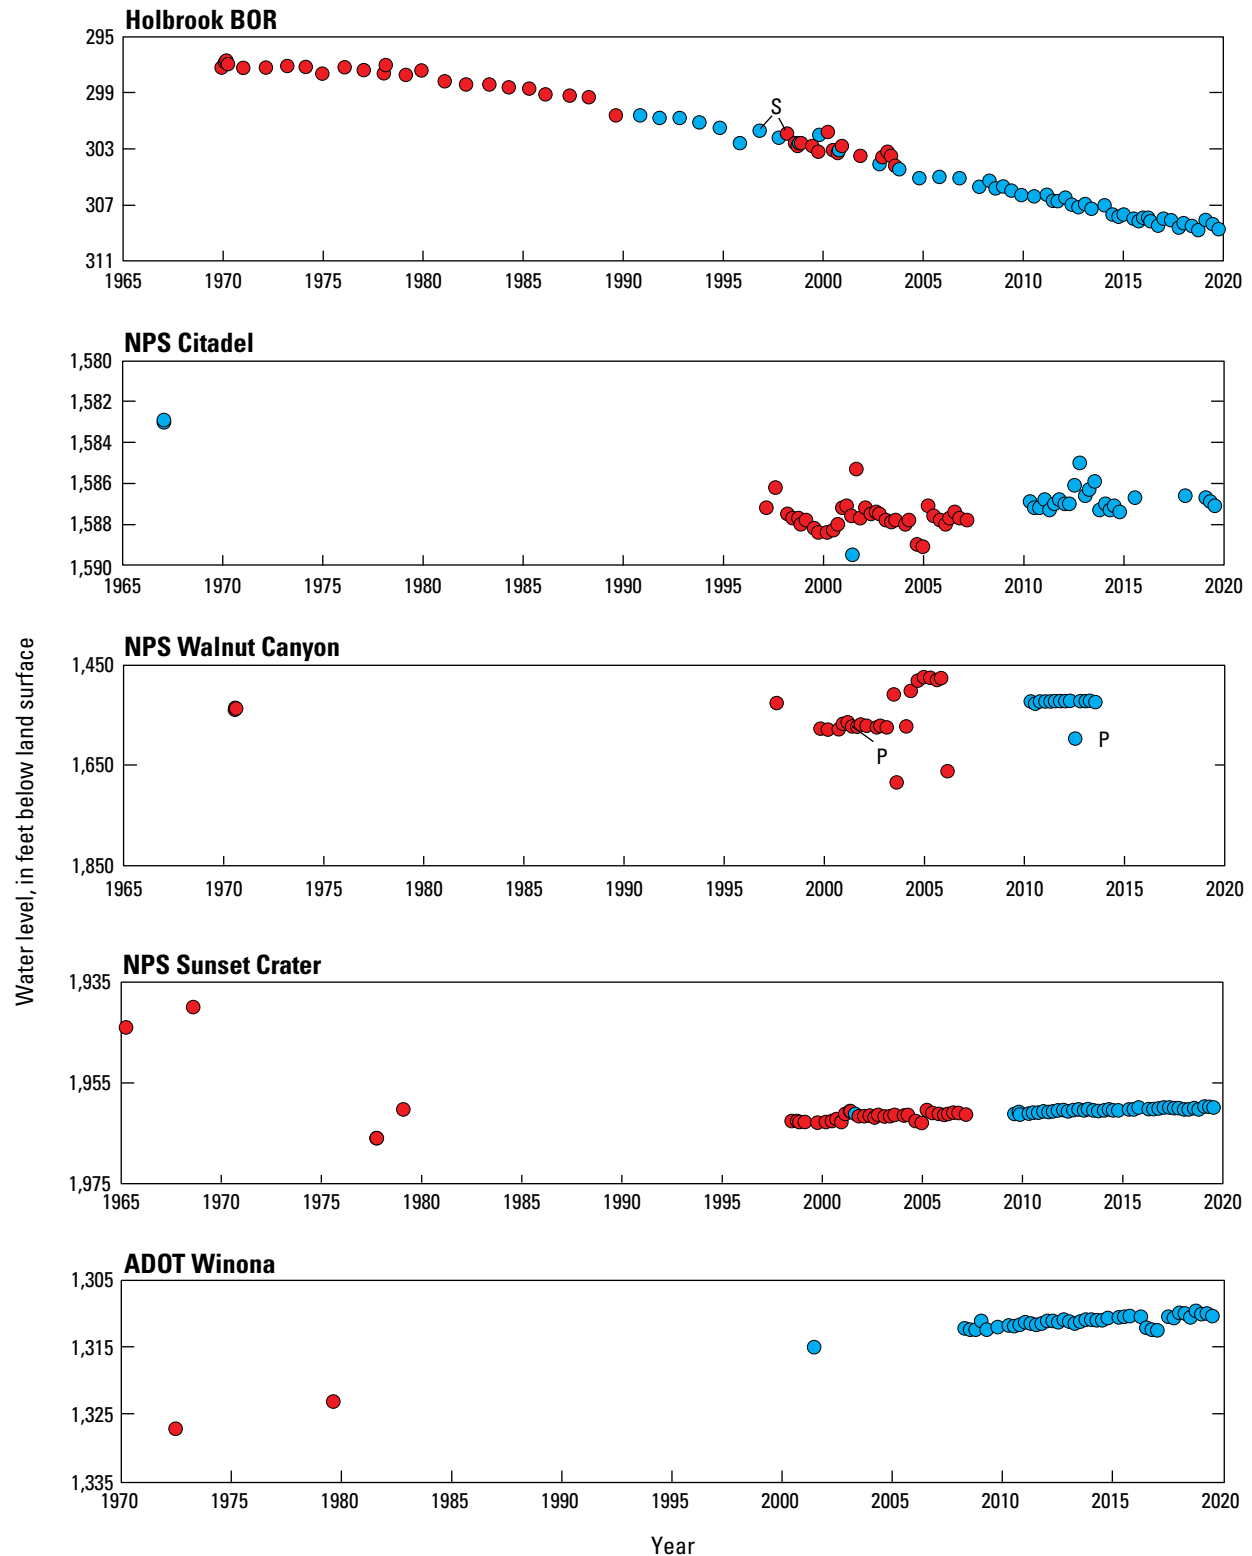 Holbrook BOR
295
299
303
307
311
S
1965 1970 1975 1980 1985 1990 1995 2000 2005 2010 2015 2020
NPS Citadel
1,580
1,582
1,584
1,586
1,588
1,590
1965 1970 1975 1980 1985 1990 1995 2000 2005 2010 2015 2020
NPS Walnut Canyon
1,450
1,650
1,850
P
P
1965 1970 1975 1980 1985 1990 1995 2000 2005 2010 2015 2020
Water level, in feet below land surface
NPS Sunset Crater
1,935
1,955
1,975
1965 1970 1975 1980 1985 1990 1995 2000 2005 2010 2015 2020
ADOT Winona
1,305
1,315
1,325
1,335
1970 1975 1980 1985 1990 1995 2000 2005 2010 2015 2020
Year